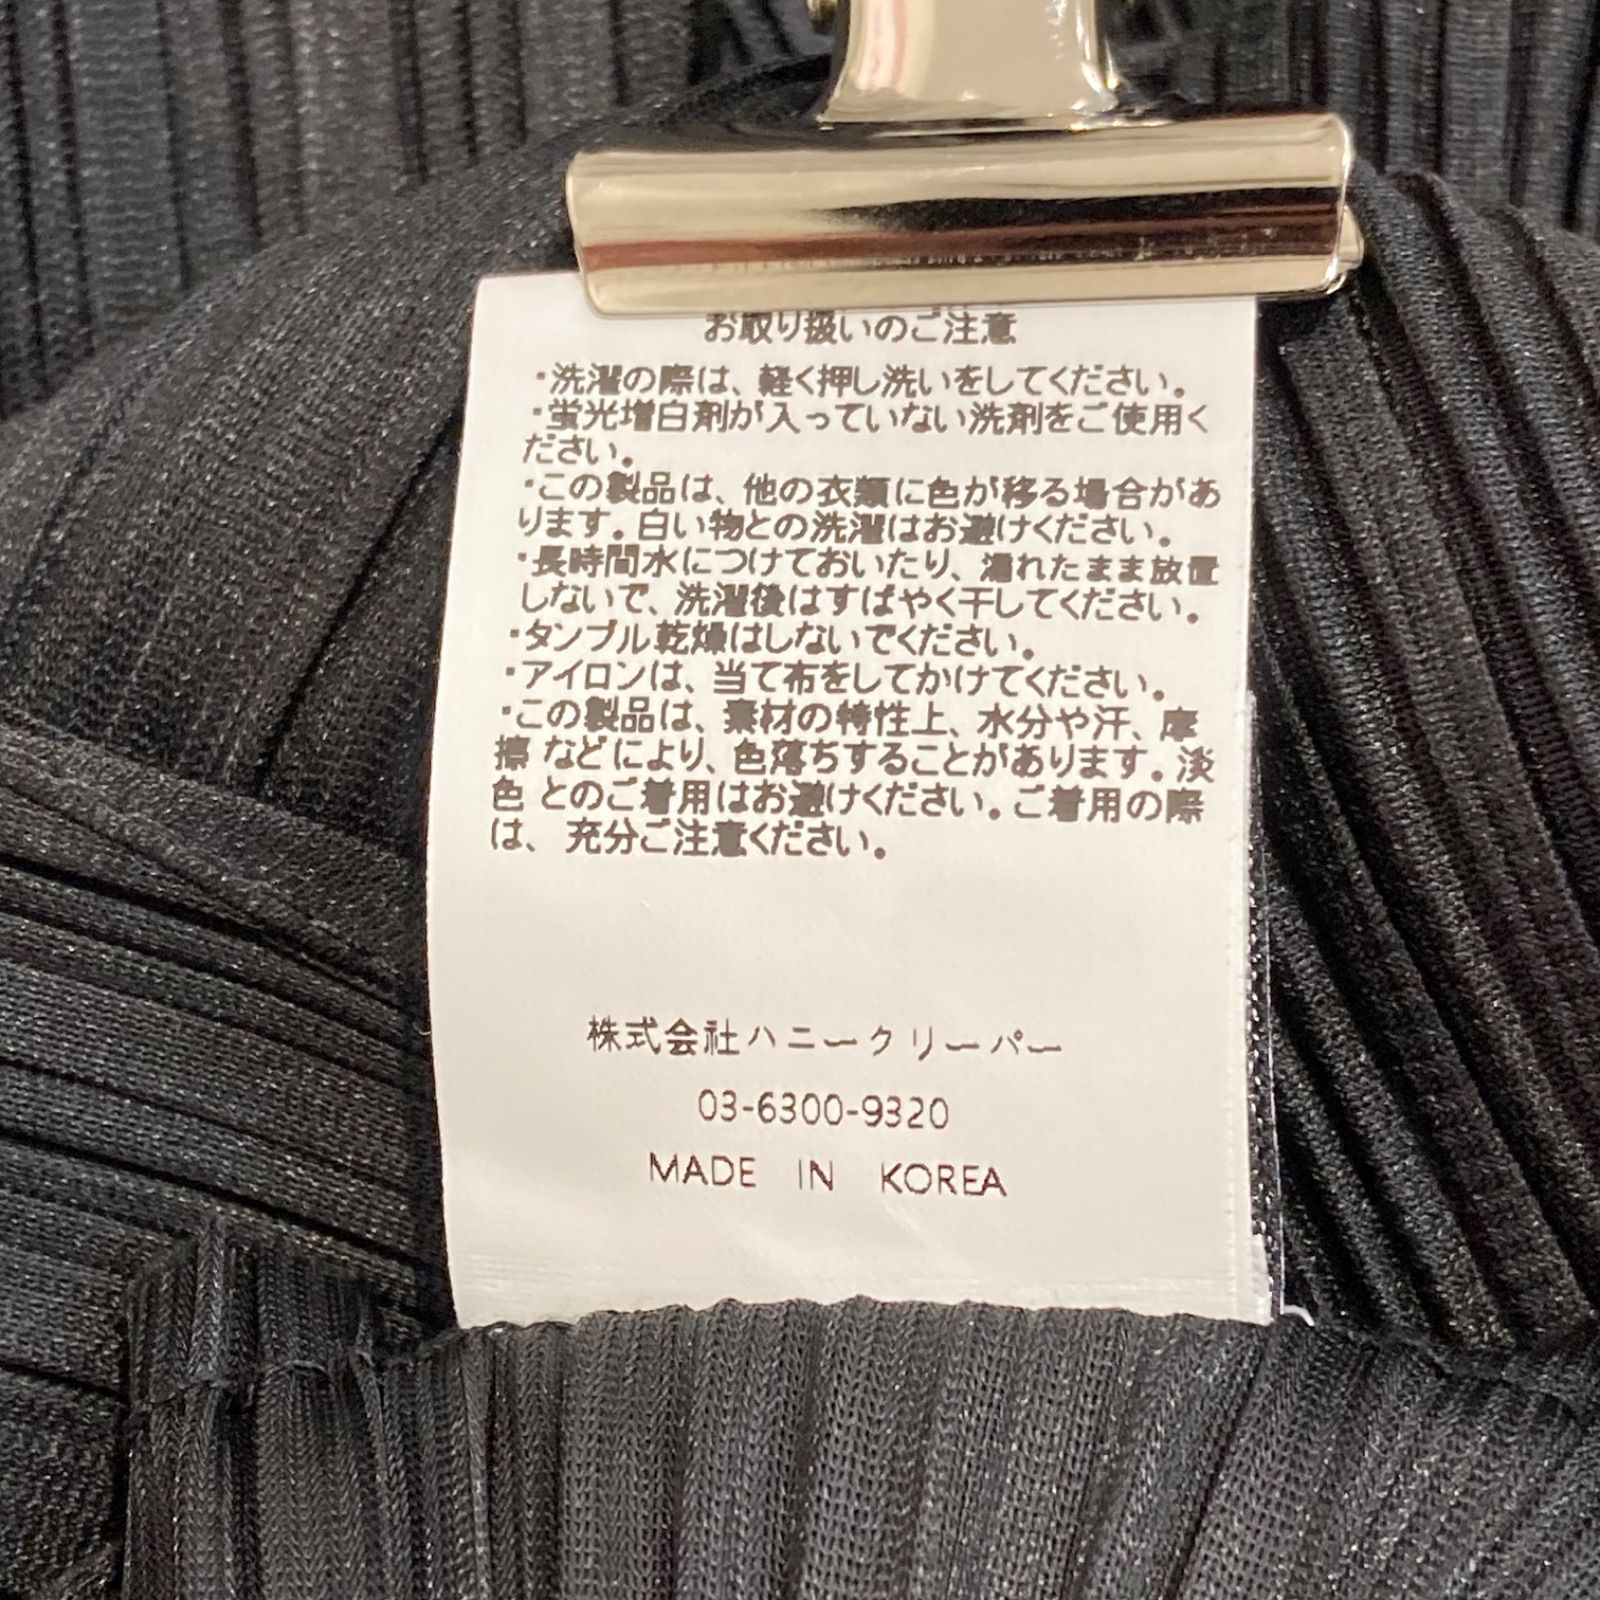 お取り扱いのご注意
・洗濯の際は、軽く押し洗いをしてください。
・蛍光増白剤が入っていない洗剤をご使用く
ださい。
・この製品は、他の衣類に色が移る場合があ
ります。白い物との洗濯はお避けください。
・長時間水につけておいたり、濡れたまま放置
しないで、洗濯後はすばやく干してください。
・タンブル乾燥はしないでください。
・アイロンは、当て布をしてかけてください。
・この製品は、素材の特性上、水分や汗、摩
擦 などにより、色落ちすることがあります。淡
色 とのご着用はお避けください。ご着用の際
は、 充分ご注意ください。
株式会社ハニークリーパー
03-6300-9320
MADE IN KOREA